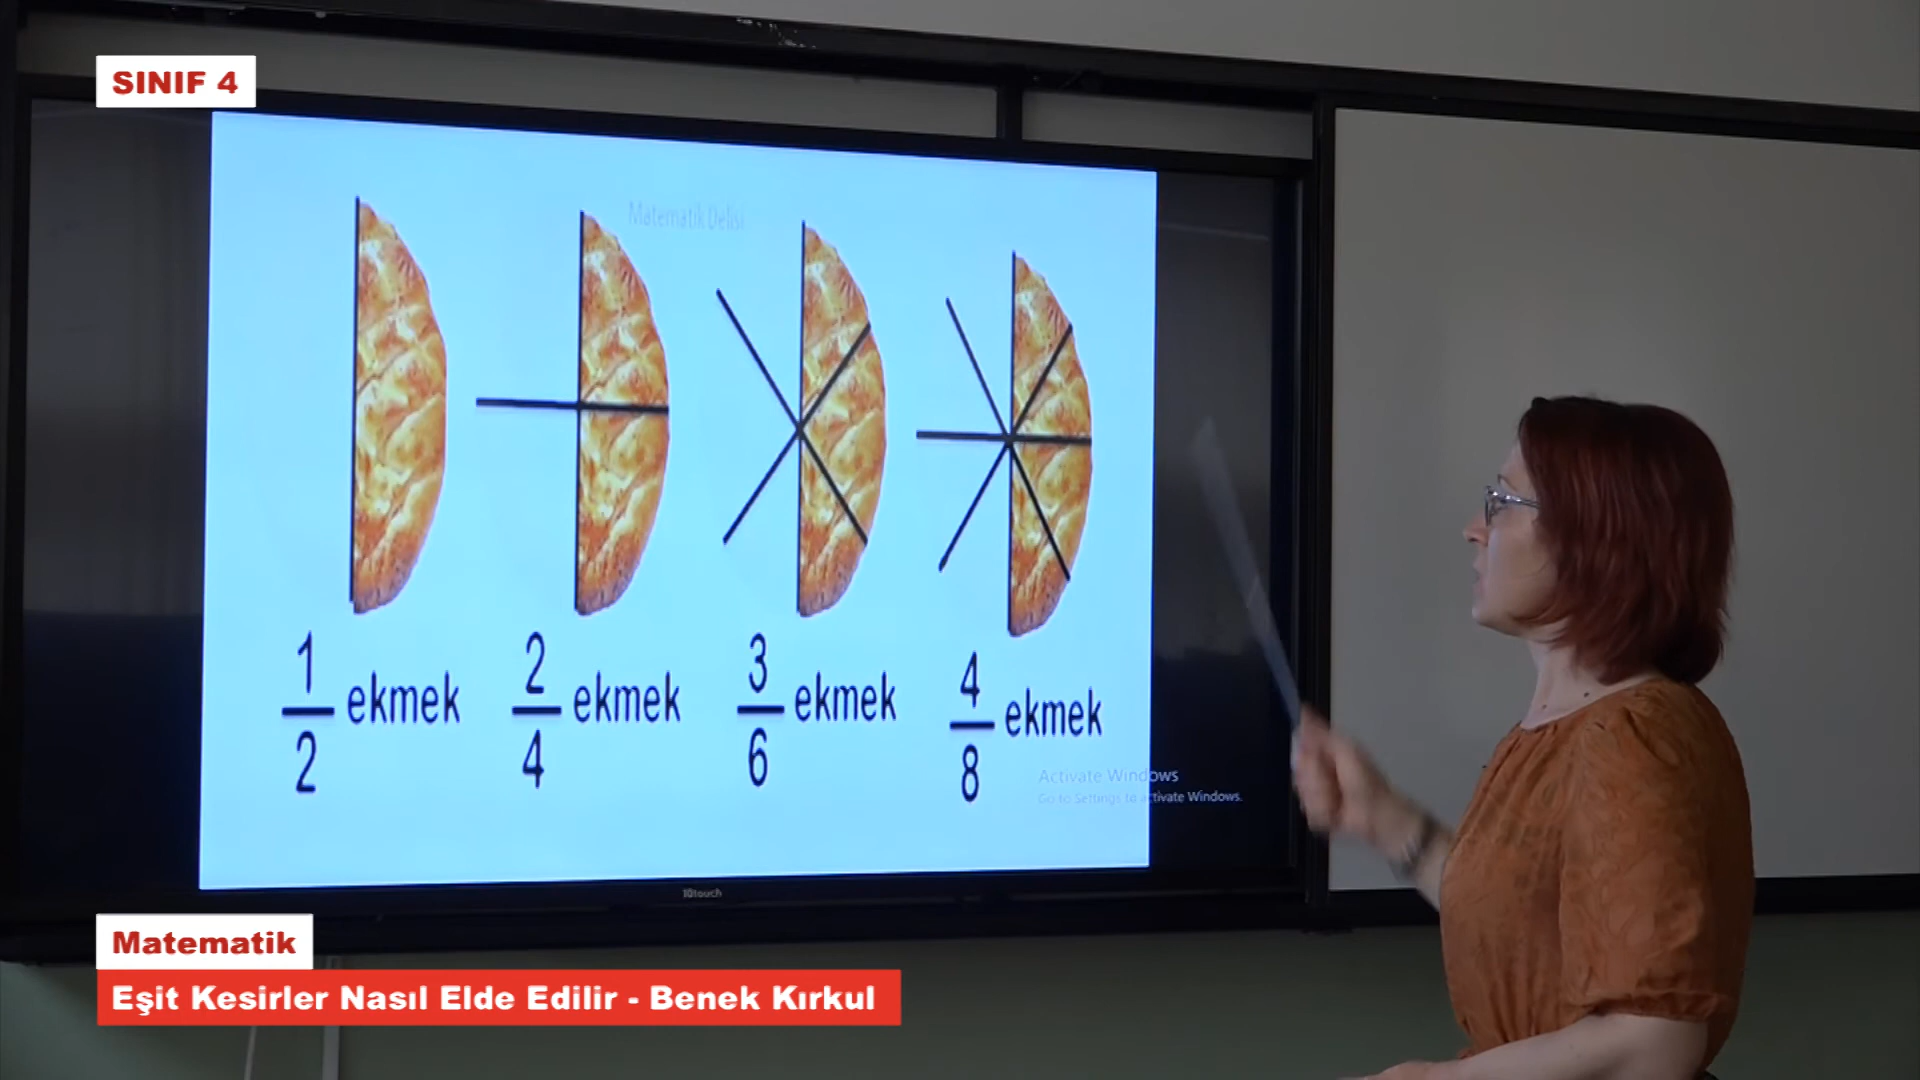 SINIF 4
Matematik Delisi
1/2 ekmek
2/4 ekmek
3/6 ekmek
4/8 ekmek
Activate Windows
Go to Settings to activate Windows.
IQtouch
Matematik
Eşit Kesirler Nasıl Elde Edilir - Benek Kırkul